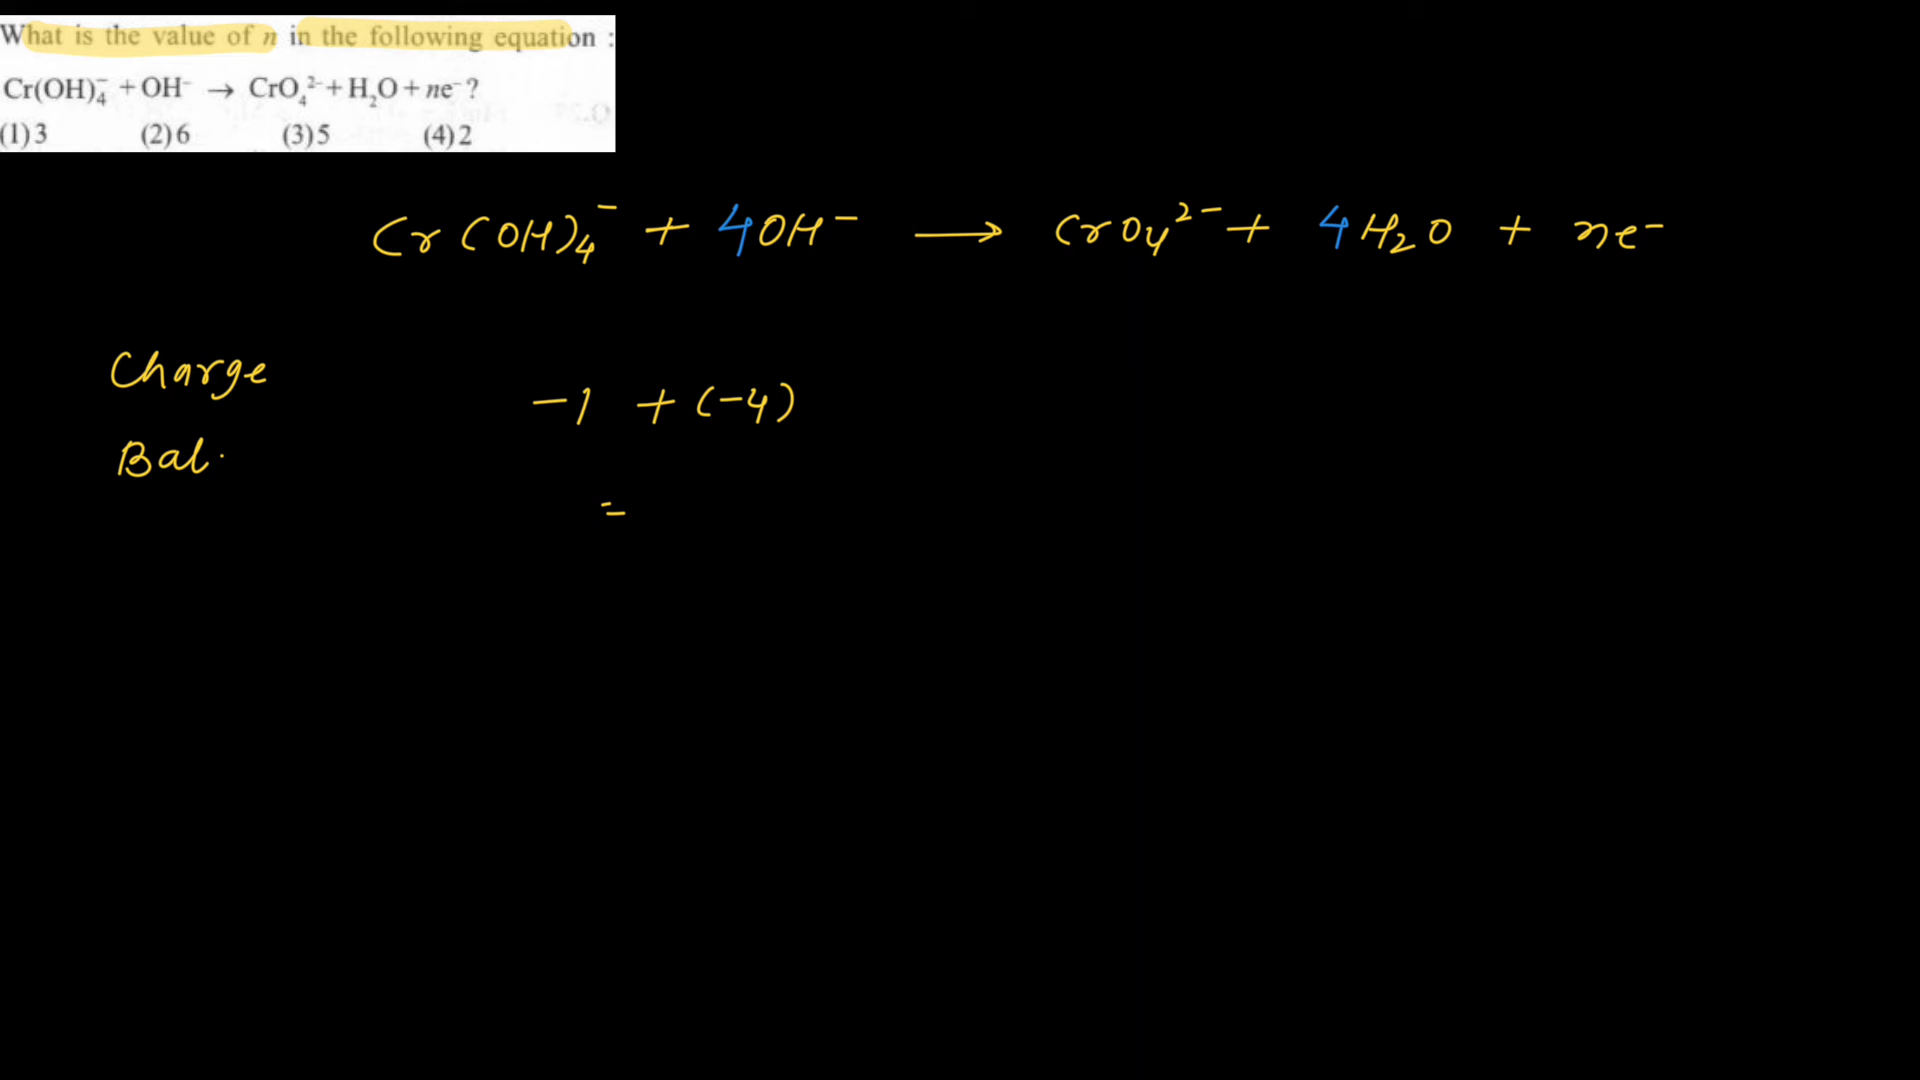 What is the value of n in the following equation :
Cr(OH)₄⁻ + OH⁻ → CrO₄²⁻ + H₂O + ne⁻ ?
(1) 3 (2) 6 (3) 5 (4) 2
Cr(OH)₄⁻ + 4OH⁻ ⟶ CrO₄²⁻ + 4H₂O + ne⁻
Charge -1 + (-4)
Bal.
=